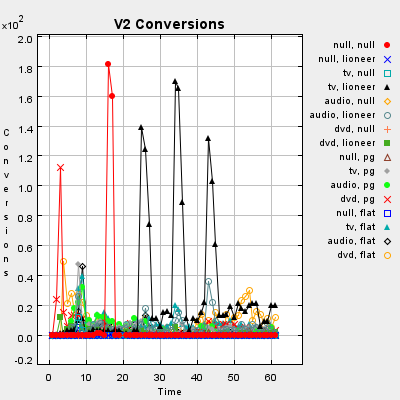 V2 Conversions
x10²
2.0
1.8
1.6
1.4
1.2
1.0
0.8
0.6
0.4
0.2
0.0
-0.2
Conversions
0 10 20 30 40 50 60
Time
null, null
null, lioneer
tv, null
tv, lioneer
audio, null
audio, lioneer
dvd, null
dvd, lioneer
null, pg
tv, pg
audio, pg
dvd, pg
null, flat
tv, flat
audio, flat
dvd, flat